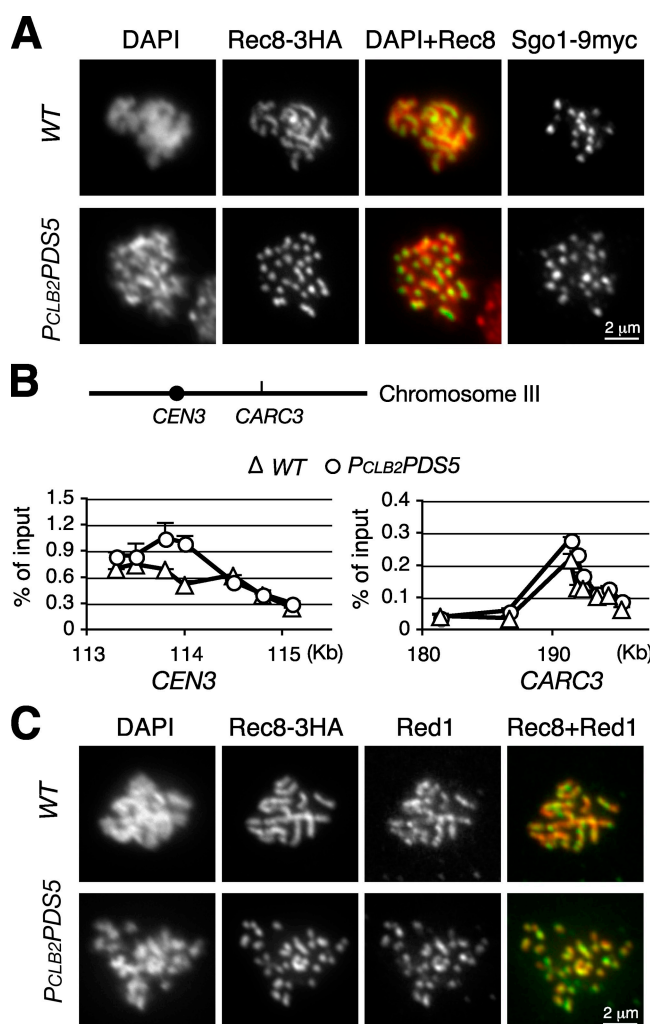 A
DAPI Rec8-3HA DAPI+Rec8 Sgo1-9myc
WT
PCLB2PDS5
2 μm
B
Chromosome III
CEN3 CARC3
△ WT ○ PCLB2PDS5
% of input
1.5
1.2
0.9
0.6
0.3
0
113 114 115 (Kb)
CEN3
% of input
0.4
0.3
0.2
0.1
0
180 190 (Kb)
CARC3
C
DAPI Rec8-3HA Red1 Rec8+Red1
WT
PCLB2PDS5
2 μm